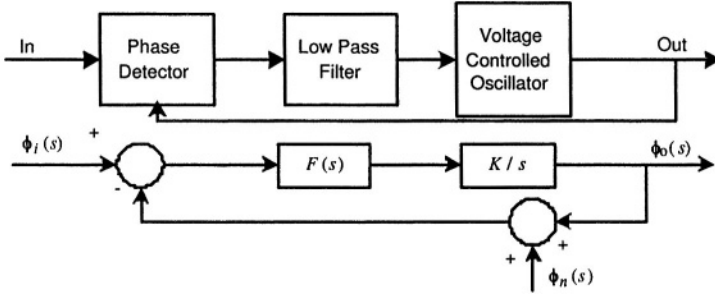 In
Phase
Detector
Low Pass
Filter
Voltage
Controlled
Oscillator
Out
ϕi(s)
+
-
F(s)
K / s
ϕo(s)
+
+
ϕn(s)